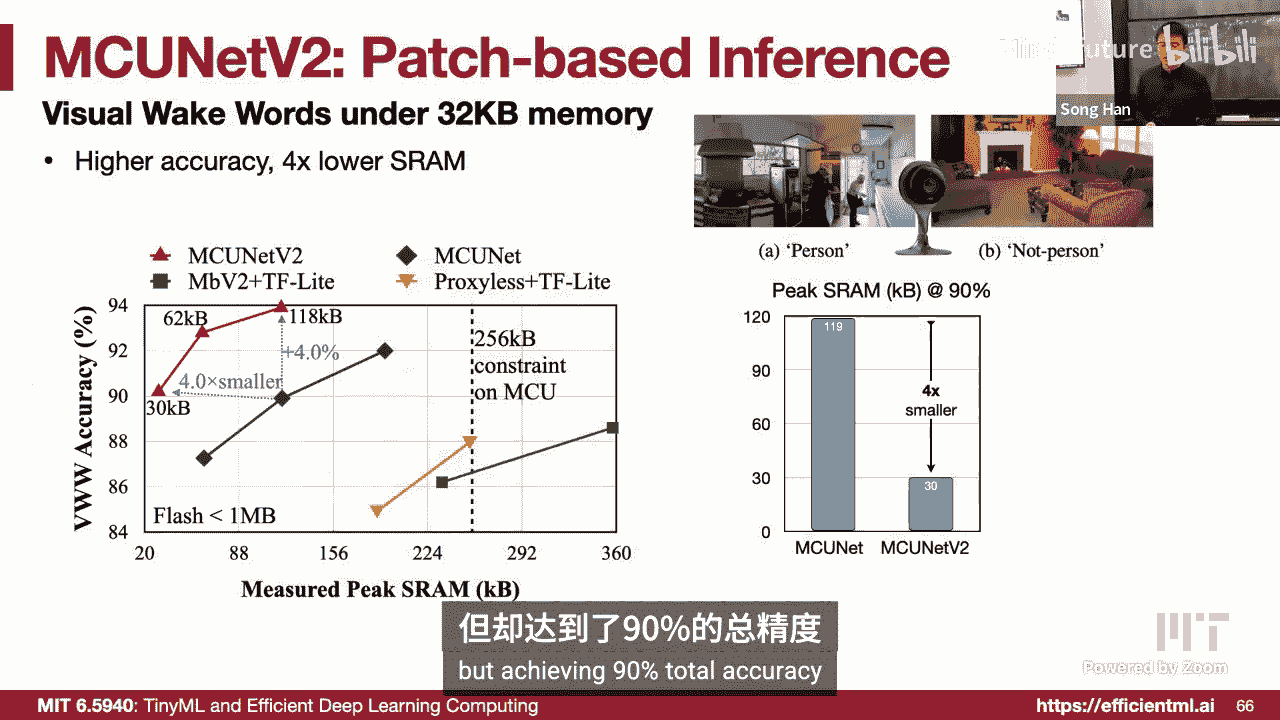 MCUNetV2: Patch-based Inference
bilibili
Song Han
Visual Wake Words under 32KB memory
• Higher accuracy, 4x lower SRAM
(a) ‘Person’
(b) ‘Not-person’
MCUNetV2
MCUNet
MbV2+TF-Lite
Proxyless+TF-Lite
VWW Accuracy (%)
94
92
90
88
86
84
62kB
118kB
+4.0%
4.0×smaller
30kB
256kB
constraint
on MCU
Flash < 1MB
20
88
156
224
292
360
Measured Peak SRAM (kB)
Peak SRAM (kB) @ 90%
120
90
60
30
0
119
4x
smaller
30
MCUNet
MCUNetV2
但却达到了90%的总精度
but achieving 90% total accuracy
MIT
Powered by Zoom
MIT 6.5940: TinyML and Efficient Deep Learning Computing
https://efficientml.ai
66